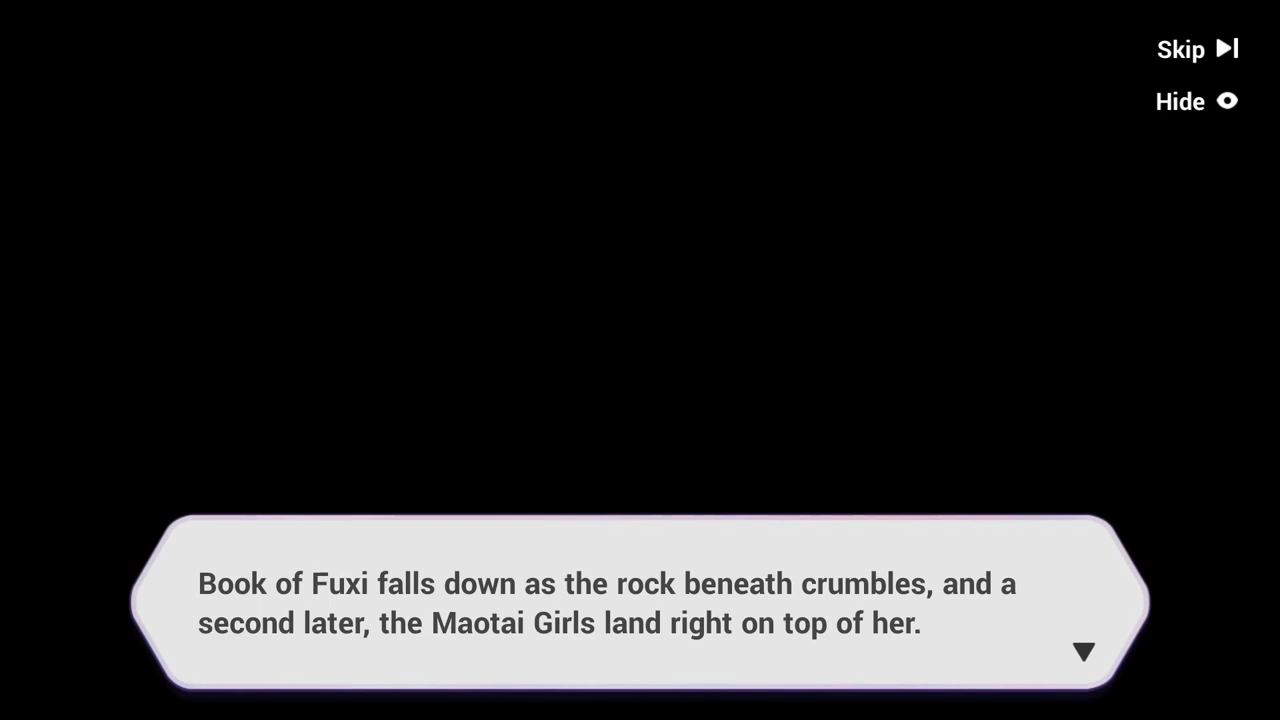 Skip
Hide
Book of Fuxi falls down as the rock beneath crumbles, and a
second later, the Maotai Girls land right on top of her.